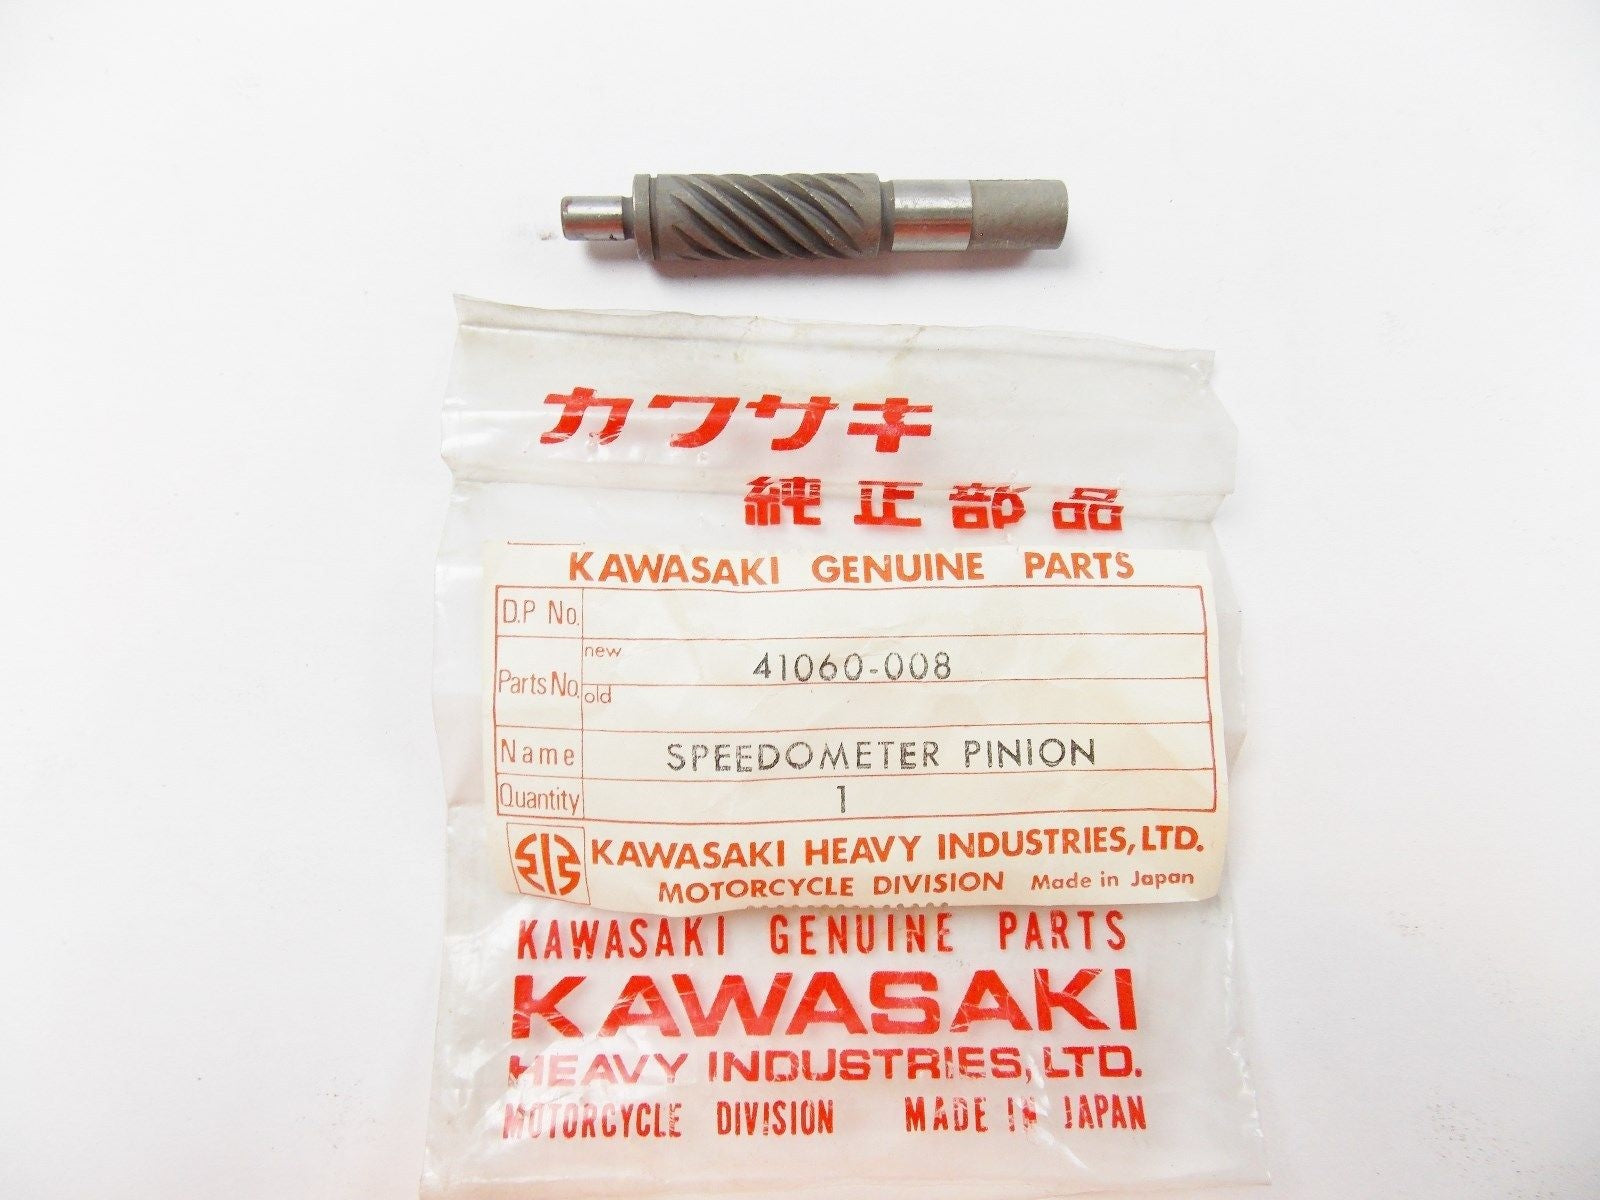 カワサキ
純正部品
KAWASAKI GENUINE PARTS
D.P No.
Parts No. new 41060-008
old
Name SPEEDOMETER PINION
Quantity 1
KAWASAKI HEAVY INDUSTRIES, LTD.
MOTORCYCLE DIVISION Made in Japan
KAWASAKI GENUINE PARTS
KAWASAKI
HEAVY INDUSTRIES, LTD.
MOTORCYCLE DIVISION MADE IN JAPAN